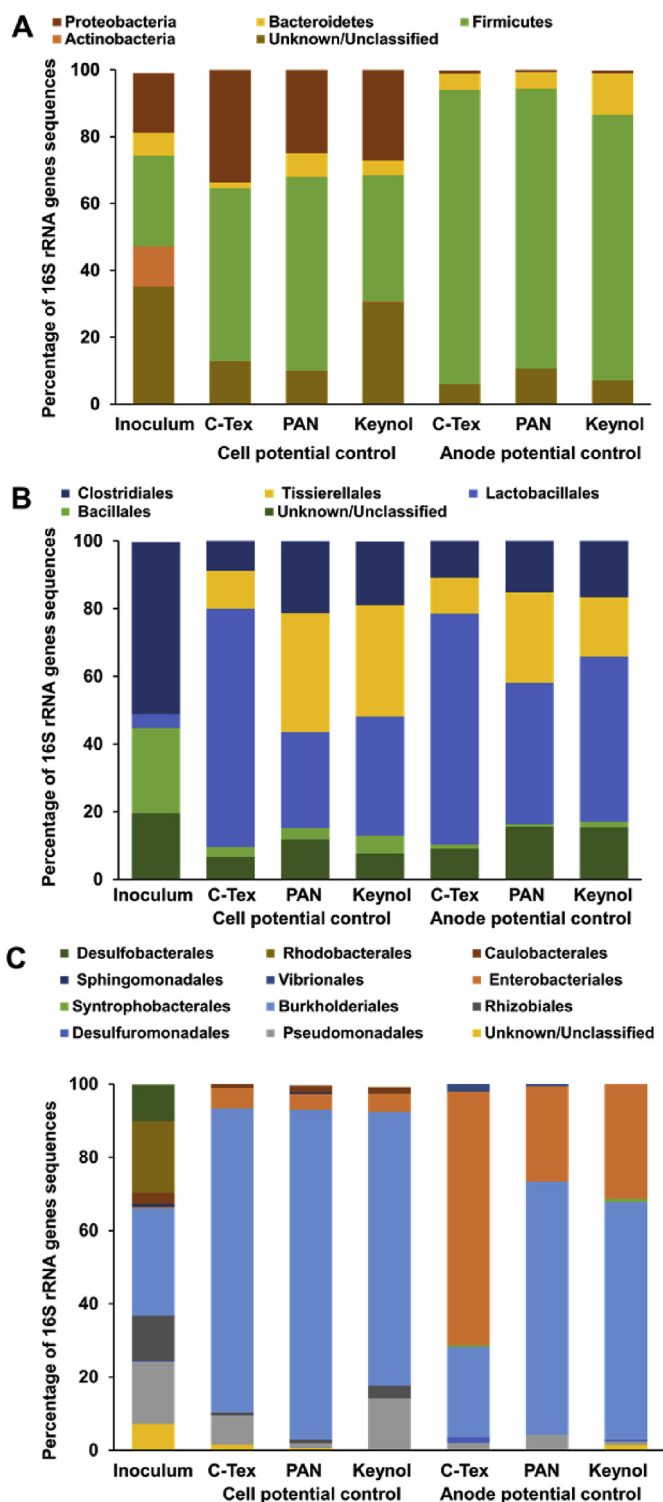 A
Proteobacteria Bacteroidetes Firmicutes
Actinobacteria Unknown/Unclassified
Percentage of 16S rRNA genes sequences
100
80
60
40
20
0
Inoculum C-Tex PAN Keynol C-Tex PAN Keynol
Cell potential control Anode potential control
B
Clostridiales Tissierellales Lactobacillales
Bacillales Unknown/Unclassified
Percentage of 16S rRNA genes sequences
100
80
60
40
20
0
Inoculum C-Tex PAN Keynol C-Tex PAN Keynol
Cell potential control Anode potential control
C
Desulfobacterales Rhodobacterales Caulobacterales
Sphingomonadales Vibrionales Enterobacteriales
Syntrophobacterales Burkholderiales Rhizobiales
Desulfuromonadales Pseudomonadales Unknown/Unclassified
Percentage of 16S rRNA genes sequences
100
80
60
40
20
0
Inoculum C-Tex PAN Keynol C-Tex PAN Keynol
Cell potential control Anode potential control